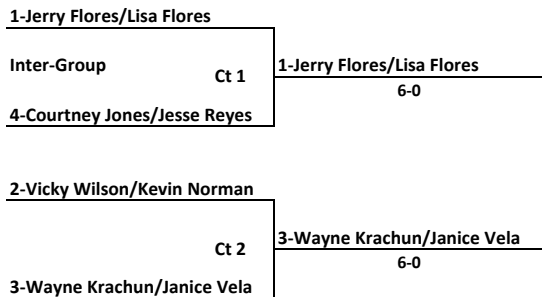 1-Jerry Flores/Lisa Flores
Inter-Group
Ct 1
1-Jerry Flores/Lisa Flores
6-0
4-Courtney Jones/Jesse Reyes
2-Vicky Wilson/Kevin Norman
Ct 2
3-Wayne Krachun/Janice Vela
6-0
3-Wayne Krachun/Janice Vela